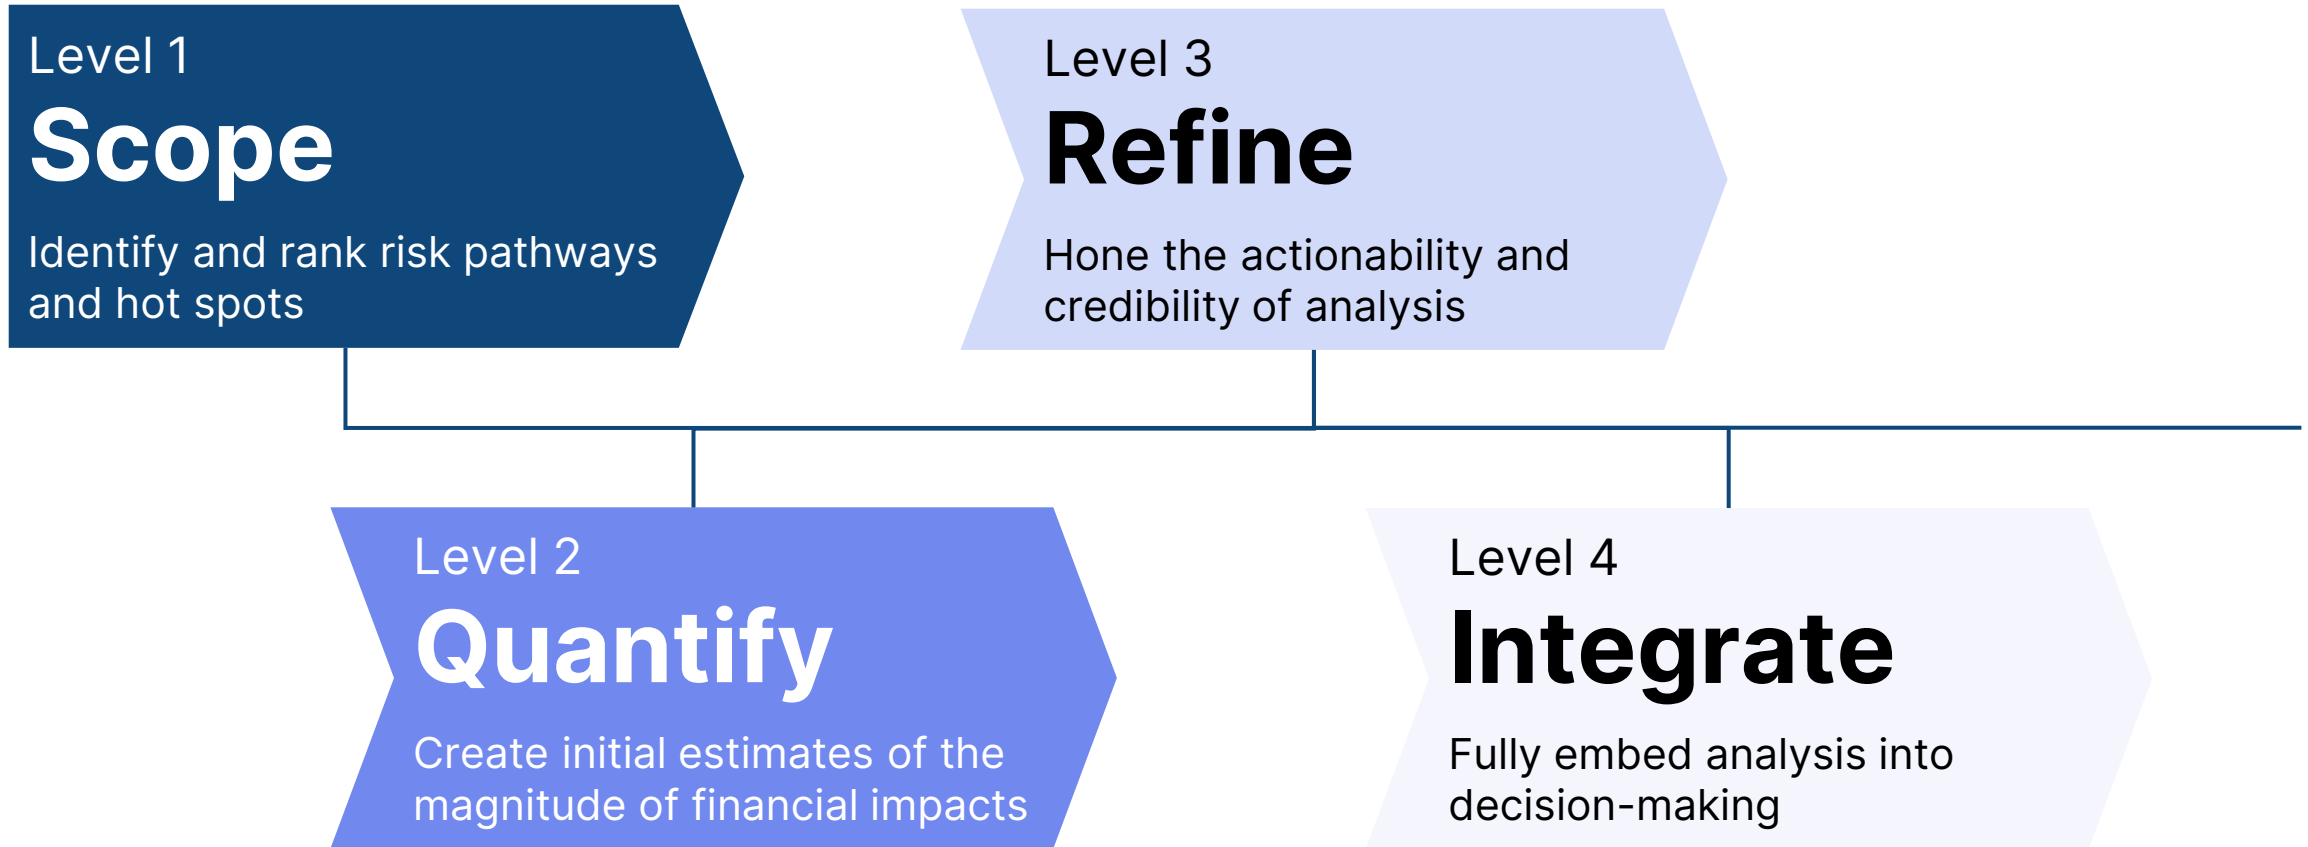 Level 1
Scope
Identify and rank risk pathways
and hot spots
Level 2
Quantify
Create initial estimates of the
magnitude of financial impacts
Level 3
Refine
Hone the actionability and
credibility of analysis
Level 4
Integrate
Fully embed analysis into
decision-making